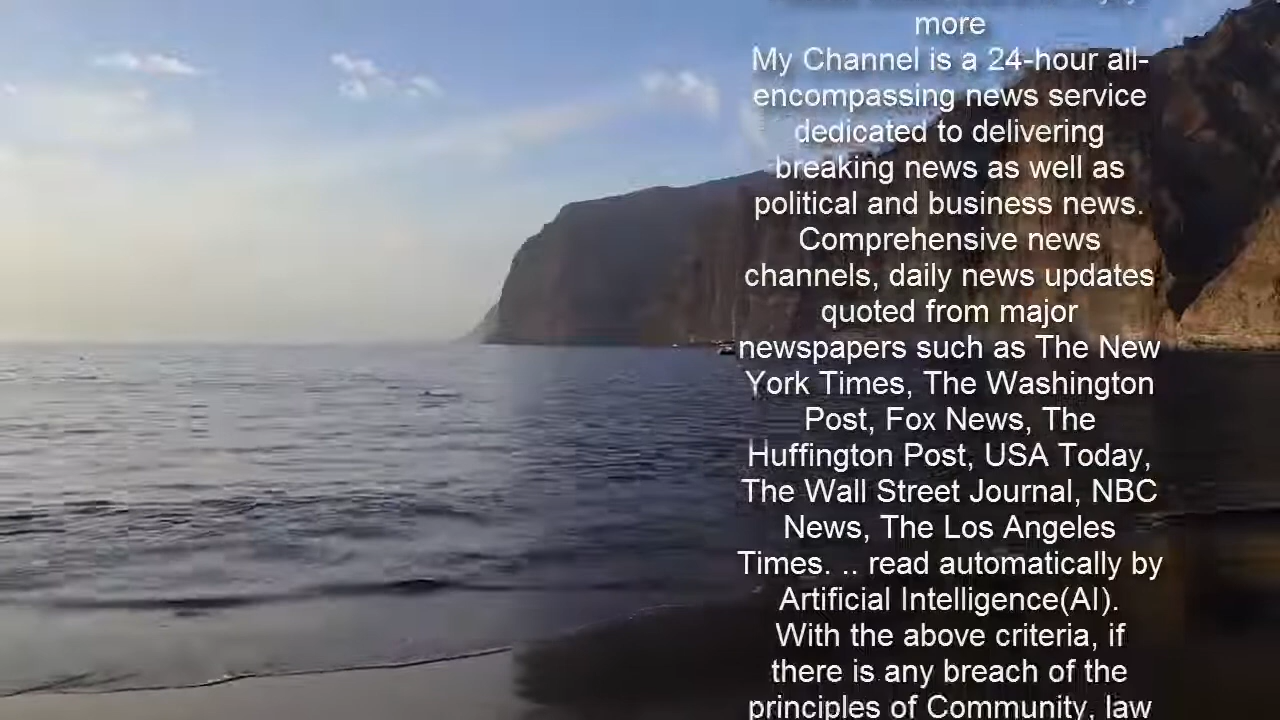 more
My Channel is a 24-hour all-
encompassing news service
dedicated to delivering
breaking news as well as
political and business news.
Comprehensive news
channels, daily news updates
quoted from major
newspapers such as The New
York Times, The Washington
Post, Fox News, The
Huffington Post, USA Today,
The Wall Street Journal, NBC
News, The Los Angeles
Times. .. read automatically by
Artificial Intelligence(AI).
With the above criteria, if
there is any breach of the
principles of Community, law